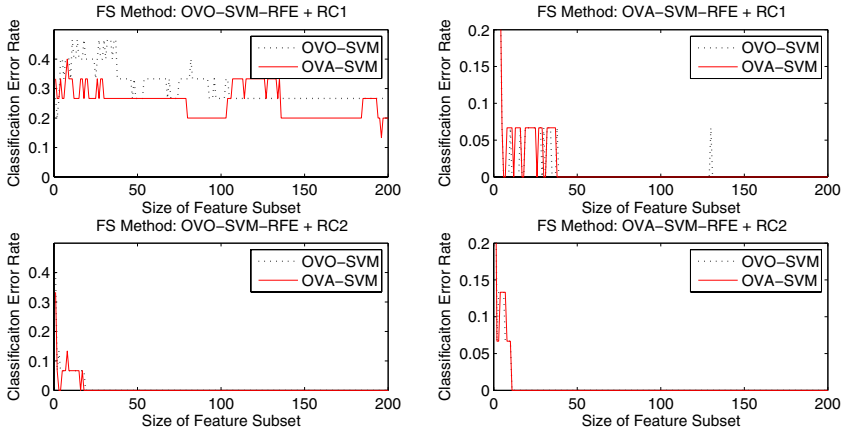 FS Method: OVO-SVM-RFE + RC1
Classificaiton Error Rate
0.4
0.3
0.2
0.1
0
OVO-SVM
OVA-SVM
0 50 100 150 200
Size of Feature Subset
FS Method: OVA-SVM-RFE + RC1
Classificaiton Error Rate
0.2
0.15
0.1
0.05
0
OVO-SVM
OVA-SVM
0 50 100 150 200
Size of Feature Subset
FS Method: OVO-SVM-RFE + RC2
Classificaiton Error Rate
0.4
0.3
0.2
0.1
0
OVO-SVM
OVA-SVM
0 50 100 150 200
Size of Feature Subset
FS Method: OVA-SVM-RFE + RC2
Classificaiton Error Rate
0.2
0.15
0.1
0.05
0
OVO-SVM
OVA-SVM
0 50 100 150 200
Size of Feature Subset